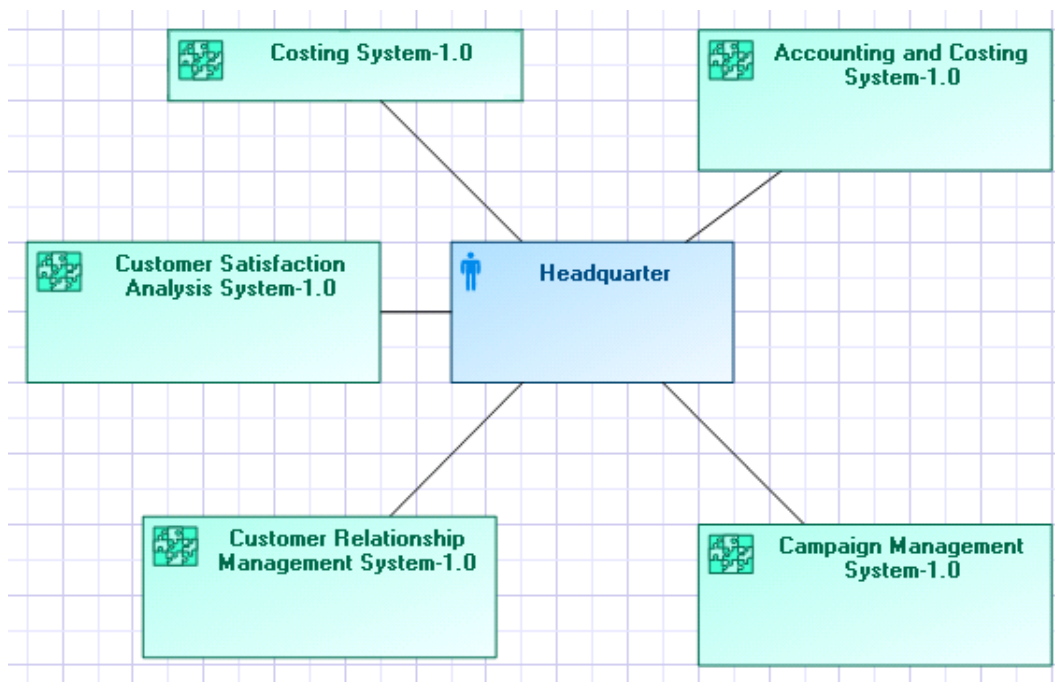 Costing System-1.0
Accounting and Costing
System-1.0
Customer Satisfaction
Analysis System-1.0
Headquarter
Customer Relationship
Management System-1.0
Campaign Management
System-1.0